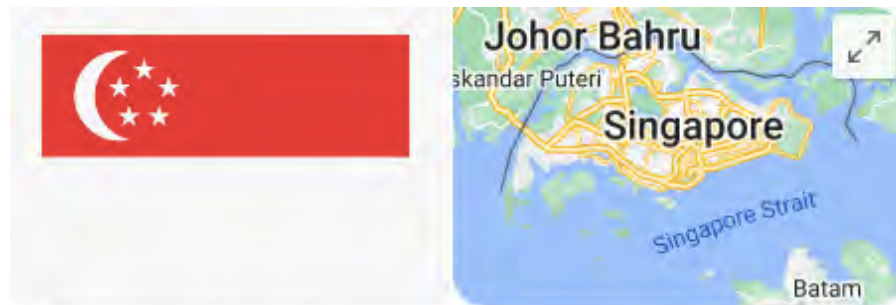 Johor Bahru
skandar Puteri
Singapore
Singapore Strait
Batam